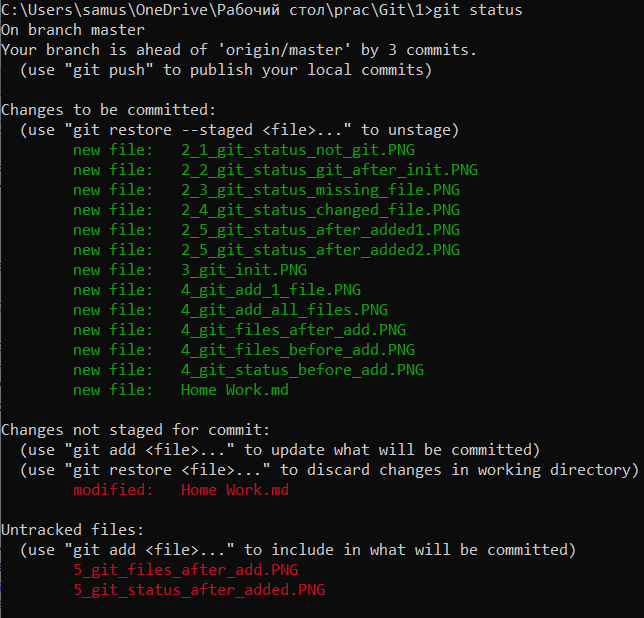 C:\Users\samus\OneDrive\Рабочий стол\prac\Git\1>git status
On branch master
Your branch is ahead of 'origin/master' by 3 commits.
  (use "git push" to publish your local commits)

Changes to be committed:
  (use "git restore --staged <file>..." to unstage)
        new file:   2_1_git_status_not_git.PNG
        new file:   2_2_git_status_git_after_init.PNG
        new file:   2_3_git_status_missing_file.PNG
        new file:   2_4_git_status_changed_file.PNG
        new file:   2_5_git_status_after_added1.PNG
        new file:   2_5_git_status_after_added2.PNG
        new file:   3_git_init.PNG
        new file:   4_git_add_1_file.PNG
        new file:   4_git_add_all_files.PNG
        new file:   4_git_files_after_add.PNG
        new file:   4_git_files_before_add.PNG
        new file:   4_git_status_before_add.PNG
        new file:   Home Work.md

Changes not staged for commit:
  (use "git add <file>..." to update what will be committed)
  (use "git restore <file>..." to discard changes in working directory)
        modified:   Home Work.md

Untracked files:
  (use "git add <file>..." to include in what will be committed)
        5_git_files_after_add.PNG
        5_git_status_after_added.PNG